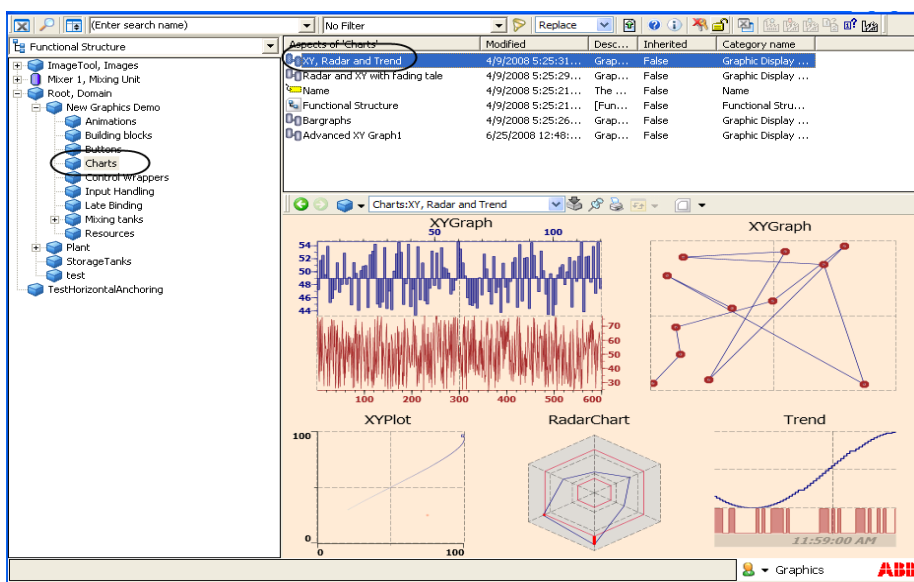 (Enter search name) No Filter Replace
Functional Structure
ImageTool, Images
Mixer 1, Mixing Unit
Root, Domain
New Graphics Demo
Animations
Building blocks
Buttons
Charts
Control Wrappers
Input Handling
Late Binding
Mixing tanks
Resources
Plant
StorageTanks
test
TestHorizontalAnchoring
Aspects of 'Charts' Modified Desc... Inherited Category name
XY, Radar and Trend 4/9/2008 5:25:31... Grap... False Graphic Display ...
Radar and XY with fading tale 4/9/2008 5:25:29... Grap... False Graphic Display ...
Name 4/9/2008 5:25:21... The ... False Name
Functional Structure 4/9/2008 5:25:21... [Fun... False Functional Stru...
Bargraphs 4/9/2008 5:25:26... Grap... False Graphic Display ...
Advanced XY Graph1 6/25/2008 12:48:... Grap... False Graphic Display ...
Charts:XY, Radar and Trend
XYGraph
50 100
54
52
50
48
46
44
70
60
50
40
30
100 200 300 400 500 600
XYGraph
XYPlot
100
0
0 100
RadarChart
Trend
11:59:00 AM
Graphics ABB